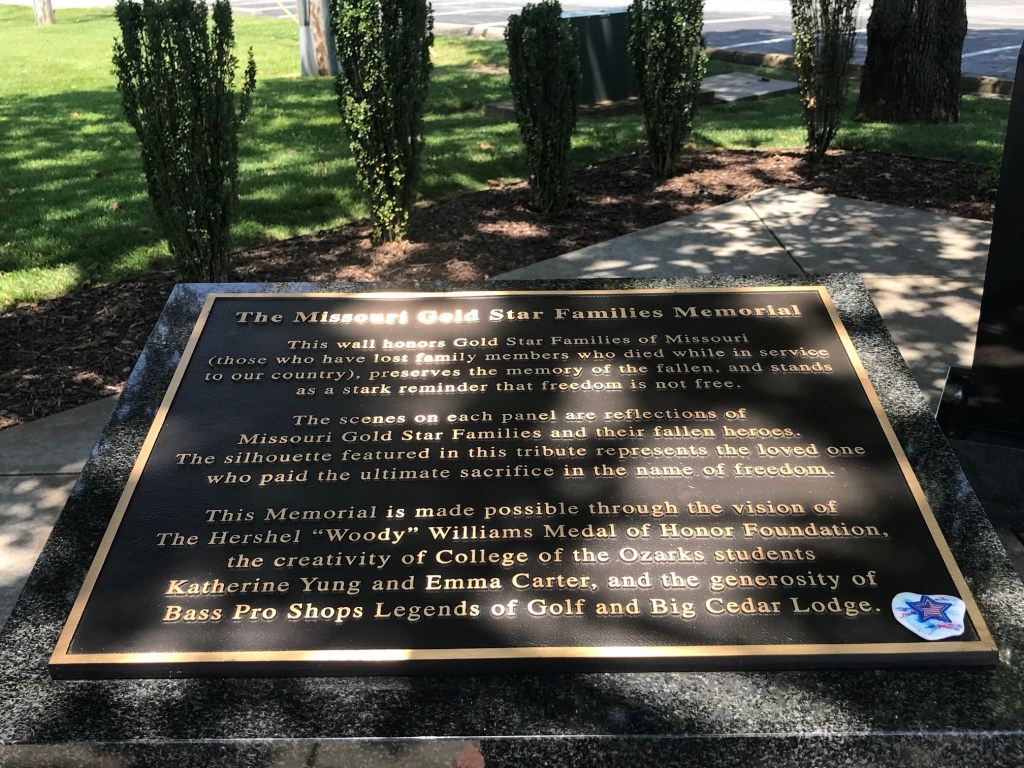 The Missouri Gold Star Families Memorial
This wall honors Gold Star Families of Missouri
(those who have lost family members who died while in service
to our country), preserves the memory of the fallen, and stands
as a stark reminder that freedom is not free.
The scenes on each panel are reflections of
Missouri Gold Star Families and their fallen heroes.
The silhouette featured in this tribute represents the loved one
who paid the ultimate sacrifice in the name of freedom.
This Memorial is made possible through the vision of
The Hershel “Woody” Williams Medal of Honor Foundation,
the creativity of College of the Ozarks students
Katherine Yung and Emma Carter, and the generosity of
Bass Pro Shops Legends of Golf and Big Cedar Lodge.